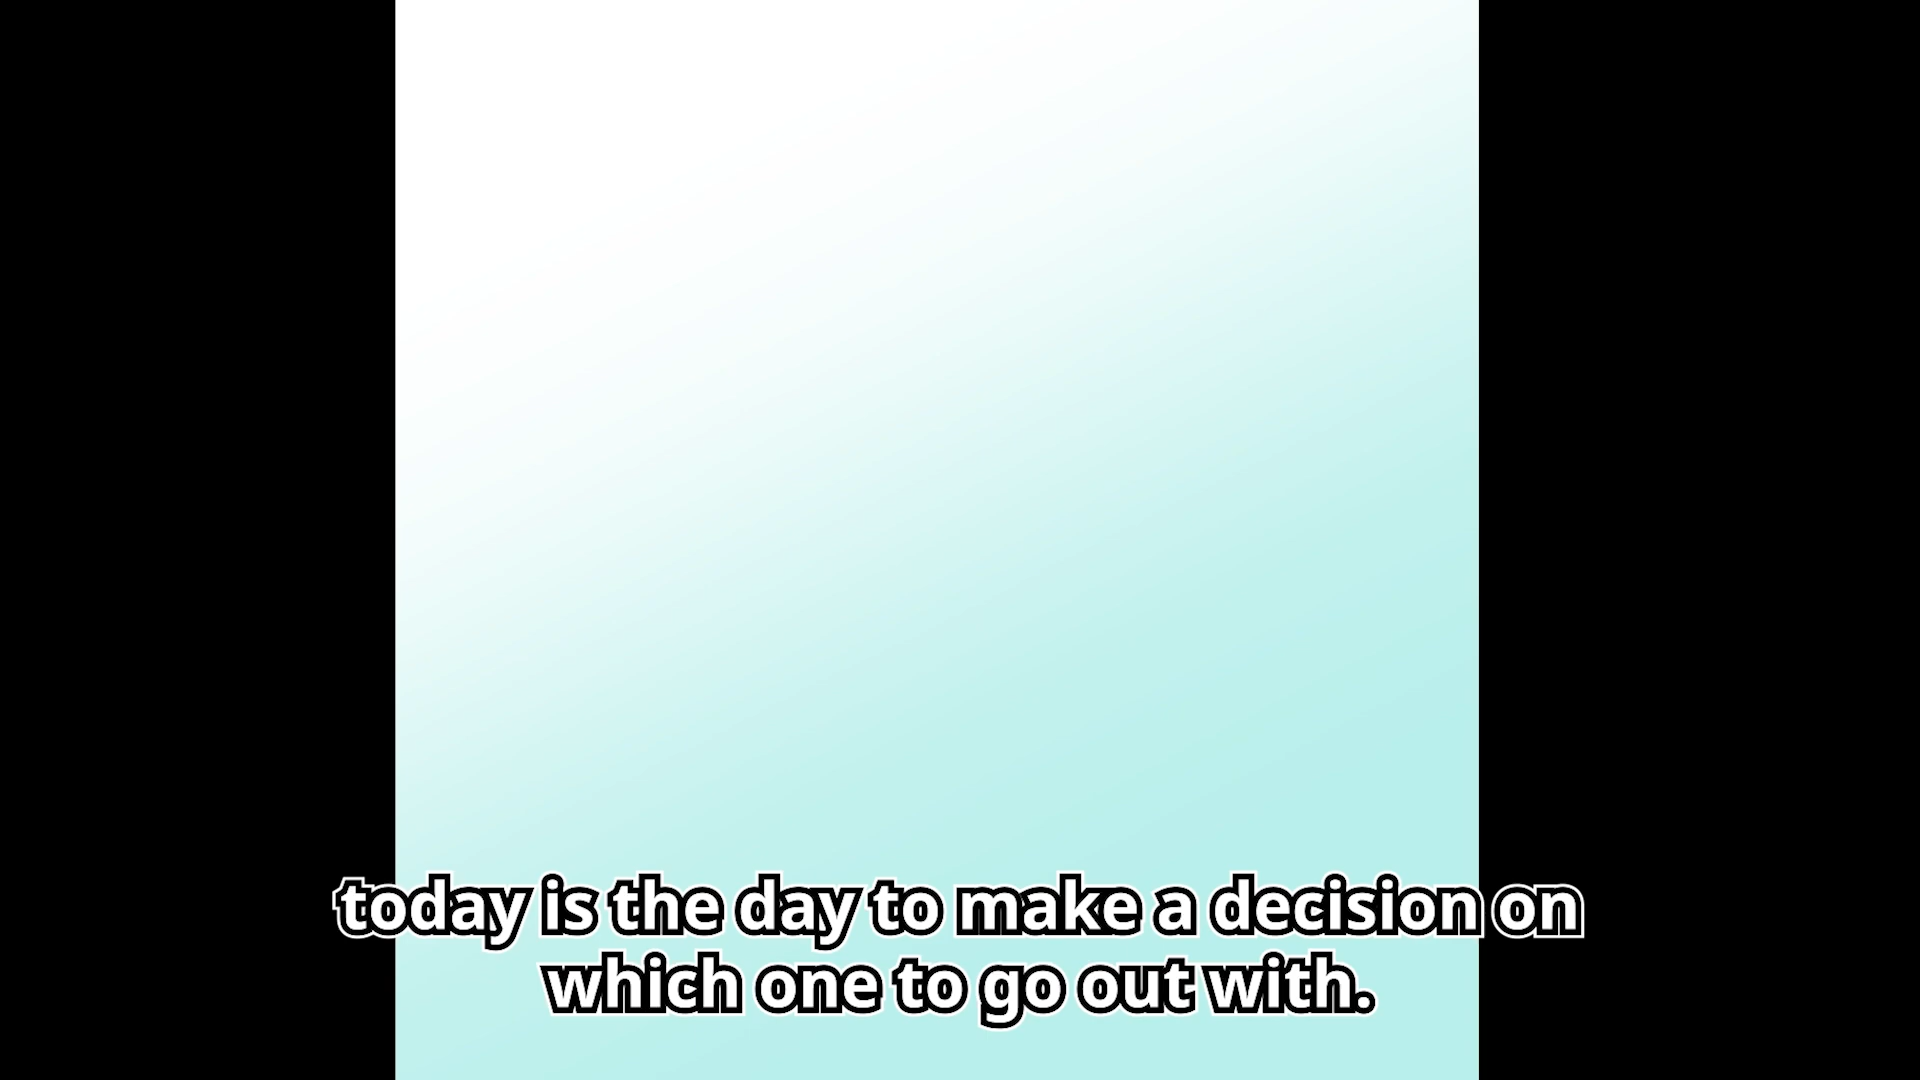 today is the day to make a decision on
which one to go out with.